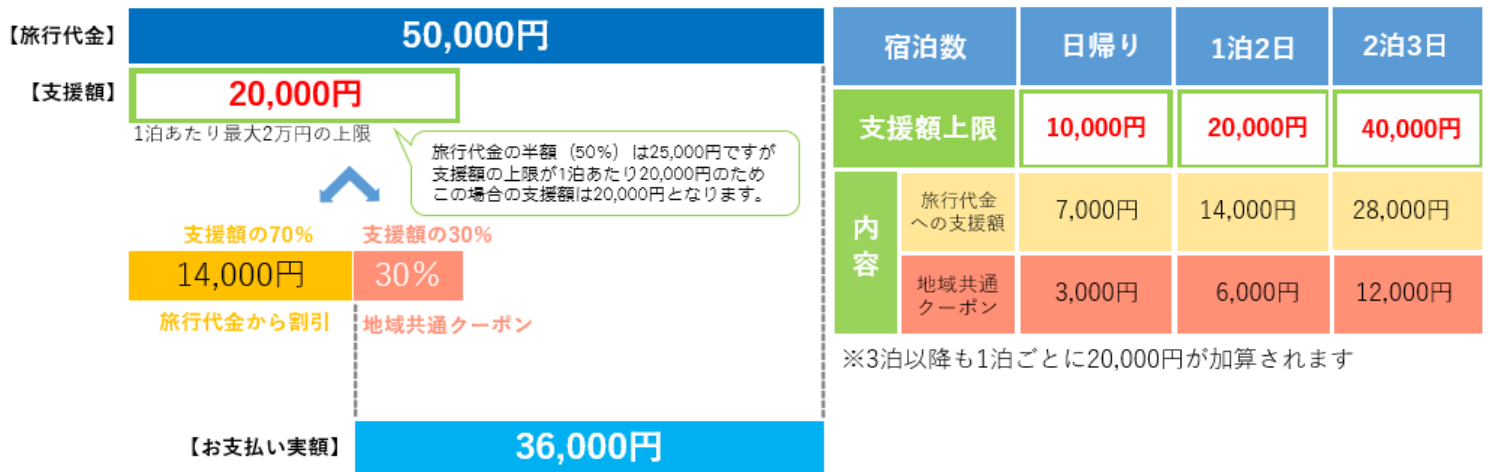 【旅行代金】
50,000円
【支援額】
20,000円
1泊あたり最大2万円の上限
旅行代金の半額（50%）は25,000円ですが
支援額の上限が1泊あたり20,000円のため
この場合の支援額は20,000円となります。
支援額の70%
支援額の30%
14,000円
30%
旅行代金から割引
地域共通クーポン
【お支払い実額】
36,000円
宿泊数
日帰り
1泊2日
2泊3日
支援額上限
10,000円
20,000円
40,000円
内容
旅行代金
への支援額
7,000円
14,000円
28,000円
地域共通
クーポン
3,000円
6,000円
12,000円
※3泊以降も1泊ごとに20,000円が加算されます